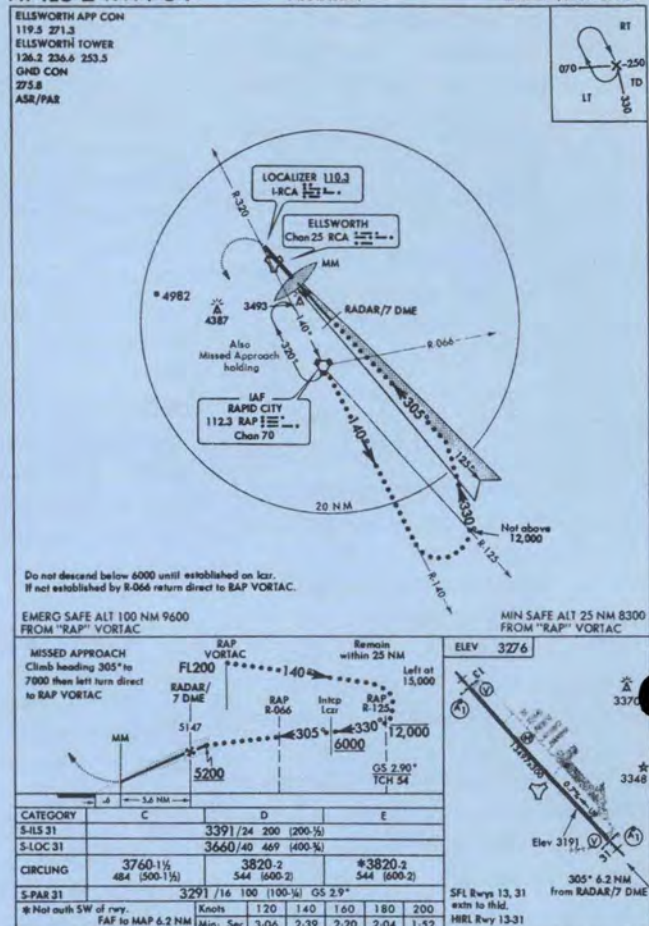 ELLSWORTH APP CON
119.5 271.3
ELLSWORTH TOWER
126.2 236.6 253.5
GND CON
275.8
ASR/PAR
RT
070
250
TD
LT
330
LOCALIZER 110.3
I-RCA
R-320
ELLSWORTH
Chan 25 RCA
MM
4982
4387
3493
RADAR/7 DME
140°
320°
R-066
Also
Missed Approach
holding
IAF
RAPID CITY
112.3 RAP
Chan 70
305°
140°
125°
330°
20 NM
Not above
12,000
R-125
R-140
Do not descend below 6000 until established on lczr.
If not established by R-066 return direct to RAP VORTAC.
EMERG SAFE ALT 100 NM 9600
FROM "RAP" VORTAC
MIN SAFE ALT 25 NM 8300
FROM "RAP" VORTAC
MISSED APPROACH
Climb heading 305° to
7000 then left turn direct
to RAP VORTAC
RAP
VORTAC
FL200
140°
Remain
within 25 NM
Left at
15,000
RADAR/
7 DME
RAP
R-066
Intcp
Lczr
RAP
R-125
5147
305°
330°
12,000
6000
MM
5200
GS 2.90°
TCH 54
.6
5.6 NM
ELEV 3276
13
A1
V
3370
13497X300
3348
Elev 3191
V
A1
31
305° 6.2 NM
from RADAR/7 DME
SFL Rwys 13, 31
extn to thld.
HIRL Rwy 13-31
CATEGORY C D E
S-ILS 31 3391/24 200 (200-½)
S-LOC 31 3660/40 469 (400-¾)
CIRCLING 3760-1½ 3820-2 *3820-2
484 (500-1½) 544 (600-2) 544 (600-2)
S-PAR 31 3291/16 100 (100-¼) GS 2.9°
* Not auth SW of rwy. Knots 120 140 160 180 200
FAF to MAP 6.2 NM Min. Sec 3:06 2:39 2:20 2:04 1:52